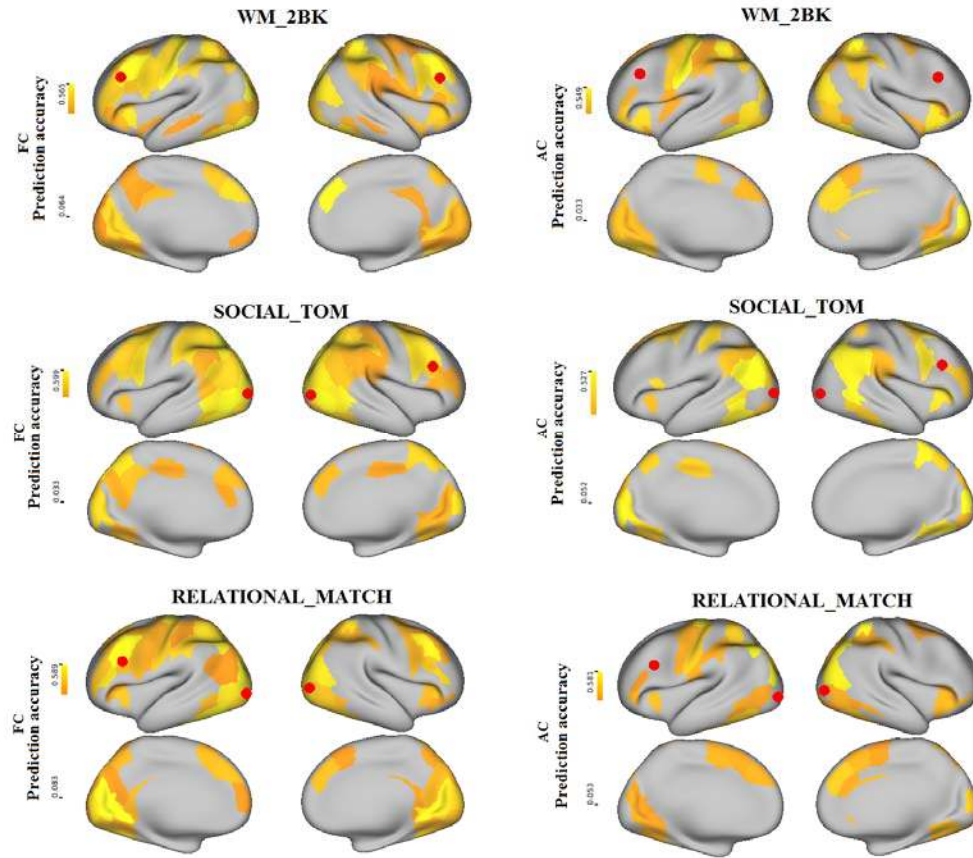 WM_2BK
FC
Prediction accuracy
0.565
0.064
WM_2BK
AC
Prediction accuracy
0.549
0.033
SOCIAL_TOM
FC
Prediction accuracy
0.599
0.033
SOCIAL_TOM
AC
Prediction accuracy
0.527
0.052
RELATIONAL_MATCH
FC
Prediction accuracy
0.589
0.083
RELATIONAL_MATCH
AC
Prediction accuracy
0.581
0.053